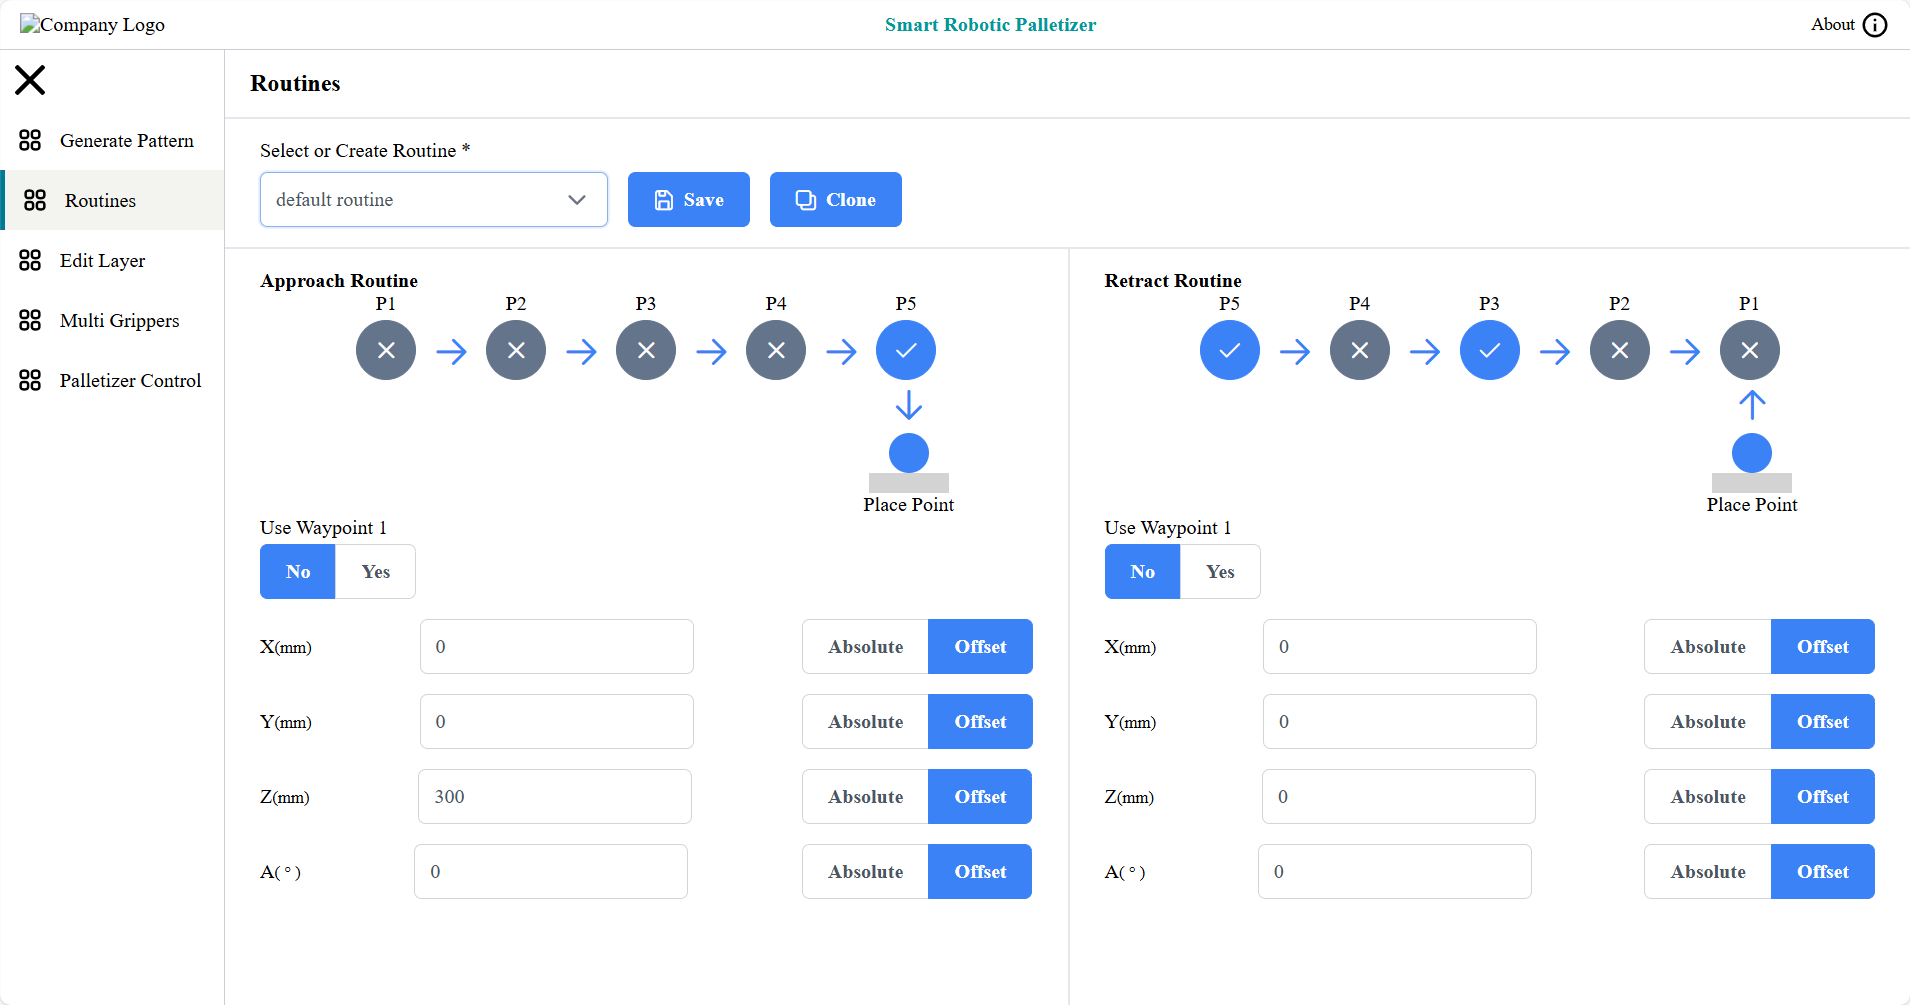 Company Logo
Smart Robotic Palletizer
About
Routines
Generate Pattern
Routines
Edit Layer
Multi Grippers
Palletizer Control
Select or Create Routine *
default routine
Save
Clone
Approach Routine
P1 P2 P3 P4 P5
Place Point
Use Waypoint 1
No Yes
X(mm) 0 Absolute Offset
Y(mm) 0 Absolute Offset
Z(mm) 300 Absolute Offset
A(°) 0 Absolute Offset
Retract Routine
P5 P4 P3 P2 P1
Place Point
Use Waypoint 1
No Yes
X(mm) 0 Absolute Offset
Y(mm) 0 Absolute Offset
Z(mm) 0 Absolute Offset
A(°) 0 Absolute Offset